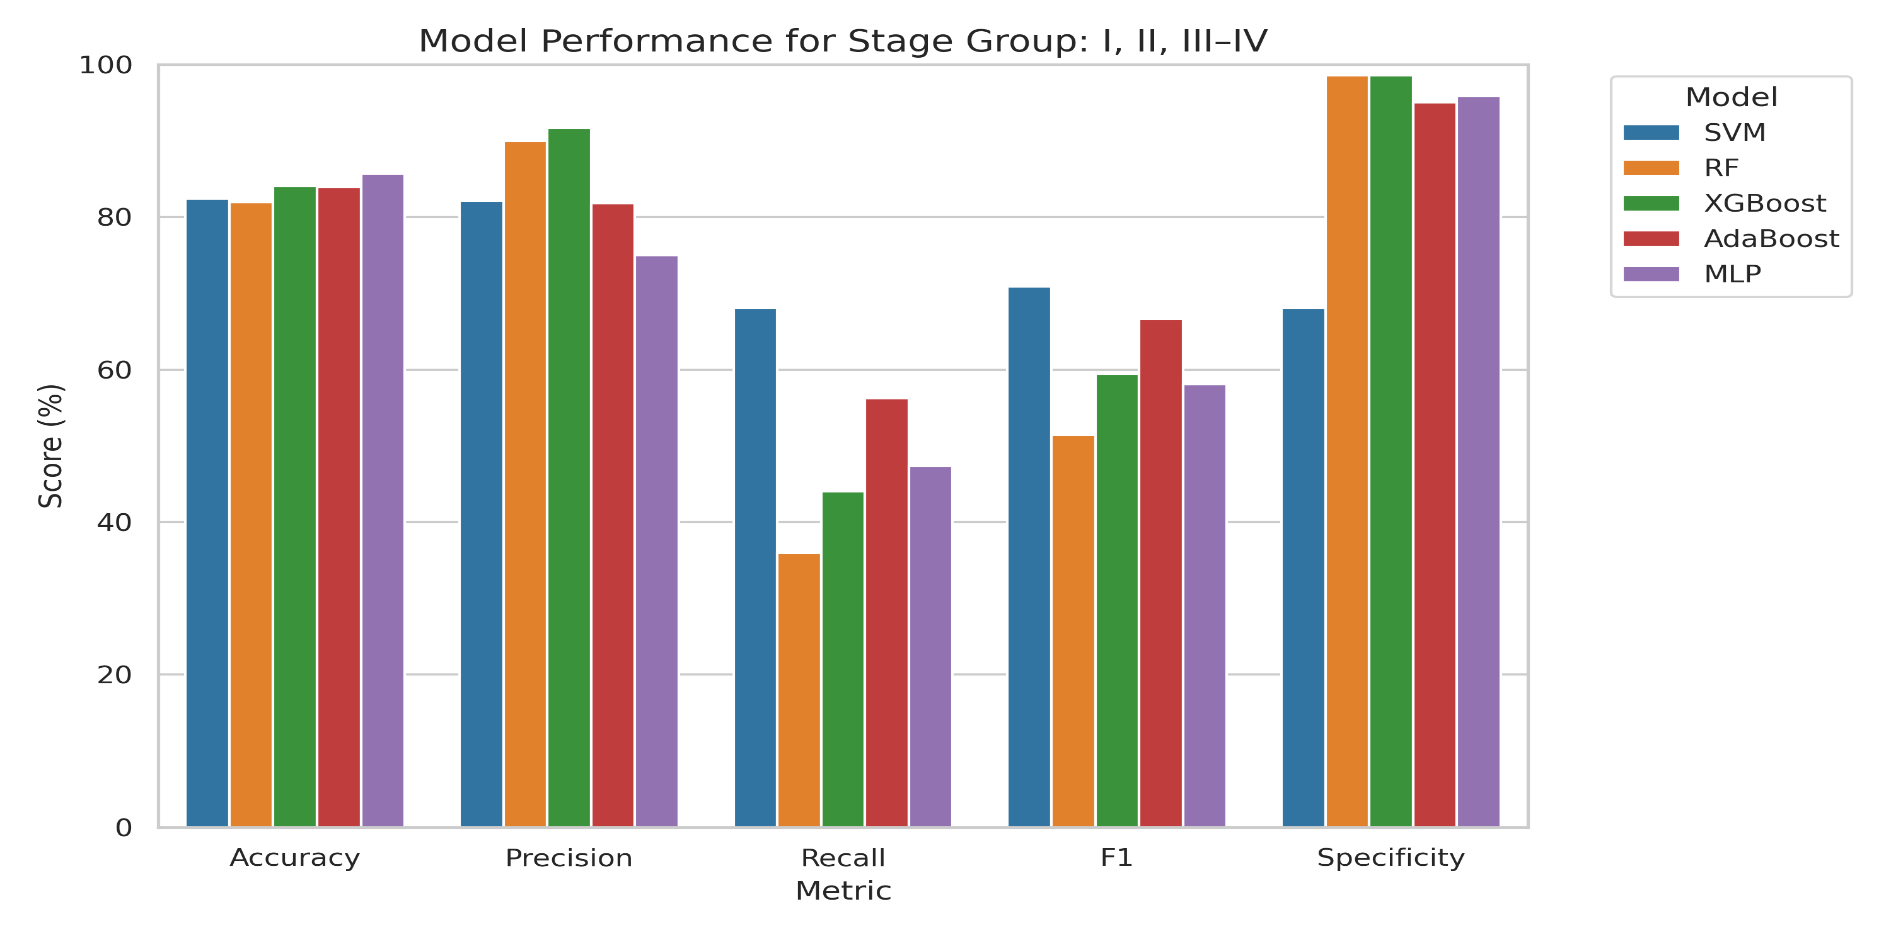 Model Performance for Stage Group: I, II, III–IV
100
80
60
40
20
0
Score (%)
Accuracy
Precision
Recall
F1
Specificity
Metric
Model
SVM
RF
XGBoost
AdaBoost
MLP